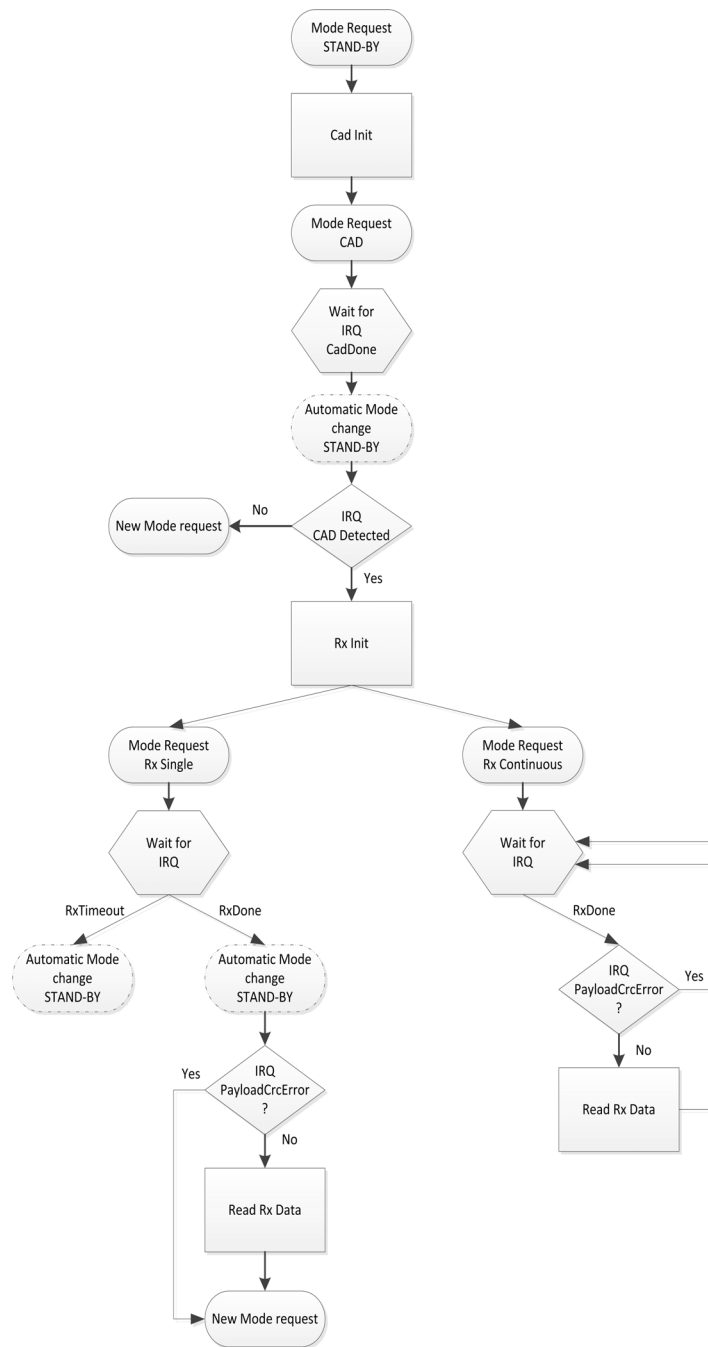 Mode Request
STAND-BY
Cad Init
Mode Request
CAD
Wait for
IRQ
CadDone
Automatic Mode
change
STAND-BY
IRQ
CAD Detected
No
New Mode request
Yes
Rx Init
Mode Request
Rx Single
Mode Request
Rx Continuous
Wait for
IRQ
Wait for
IRQ
RxTimeout
RxDone
RxDone
Automatic Mode
change
STAND-BY
Automatic Mode
change
STAND-BY
IRQ
PayloadCrcError
?
Yes
No
Read Rx Data
Yes
IRQ
PayloadCrcError
?
No
Read Rx Data
New Mode request